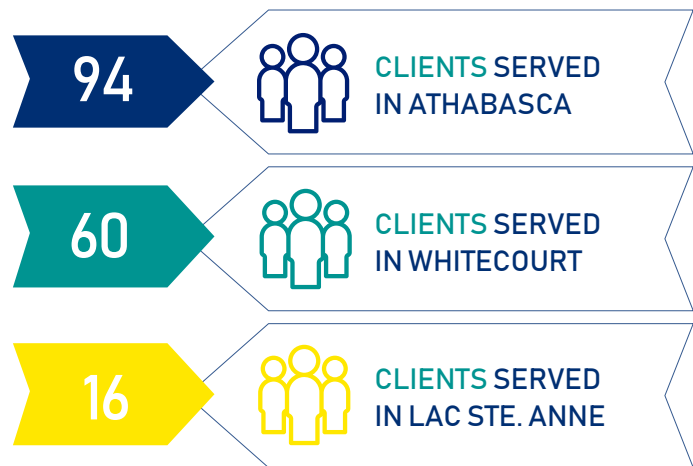 94
CLIENTS SERVED
IN ATHABASCA
60
CLIENTS SERVED
IN WHITECOURT
16
CLIENTS SERVED
IN LAC STE. ANNE